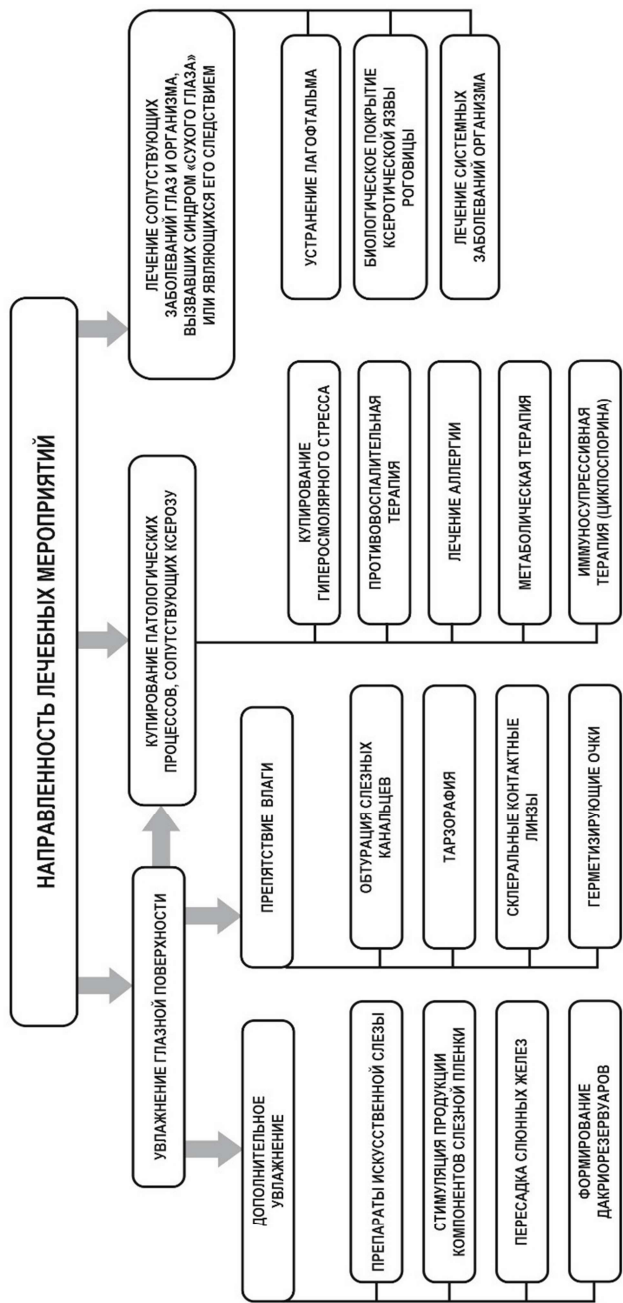 НАПРАВЛЕННОСТЬ ЛЕЧЕБНЫХ МЕРОПРИЯТИЙ
УВЛАЖНЕНИЕ ГЛАЗНОЙ ПОВЕРХНОСТИ
ДОПОЛНИТЕЛЬНОЕ
УВЛАЖНЕНИЕ
ПРЕПАРАТЫ ИСКУССТВЕННОЙ СЛЕЗЫ
СТИМУЛЯЦИЯ ПРОДУКЦИИ
КОМПОНЕНТОВ СЛЕЗНОЙ ПЛЕНКИ
ПЕРЕСАДКА СЛЮННЫХ ЖЕЛЕЗ
ФОРМИРОВАНИЕ
ДАКРИОРЕЗЕРВУАРОВ
ПРЕПЯТСТВИЕ ВЛАГИ
ОБТУРАЦИЯ СЛЕЗНЫХ
КАНАЛЬЦЕВ
ТАРЗОРАФИЯ
СКЛЕРАЛЬНЫЕ КОНТАКТНЫЕ
ЛИНЗЫ
ГЕРМЕТИЗИРУЮЩИЕ ОЧКИ
КУПИРОВАНИЕ ПАТОЛОГИЧЕСКИХ
ПРОЦЕССОВ, СОПУТСТВУЮЩИХ КСЕРОЗУ
КУПИРОВАНИЕ
ГИПЕРОСМОЛЯРНОГО СТРЕССА
ПРОТИВОВОСПАЛИТЕЛЬНАЯ
ТЕРАПИЯ
ЛЕЧЕНИЕ АЛЛЕРГИИ
МЕТАБОЛИЧЕСКАЯ ТЕРАПИЯ
ИММУНОСУПРЕССИВНАЯ
ТЕРАПИЯ (ЦИКЛОСПОРИНА)
ЛЕЧЕНИЕ СОПУТСТВУЮЩИХ
ЗАБОЛЕВАНИЙ ГЛАЗ И ОРГАНИЗМА,
ВЫЗВАВШИХ СИНДРОМ «СУХОГО ГЛАЗА»
ИЛИ ЯВЛЯЮЩИХСЯ ЕГО СЛЕДСТВИЕМ
УСТРАНЕНИЕ ЛАГОФТАЛЬМА
БИОЛОГИЧЕСКОЕ ПОКРЫТИЕ
КСЕРОТИЧЕСКОЙ ЯЗВЫ
РОГОВИЦЫ
ЛЕЧЕНИЕ СИСТЕМНЫХ
ЗАБОЛЕВАНИЙ ОРГАНИЗМА